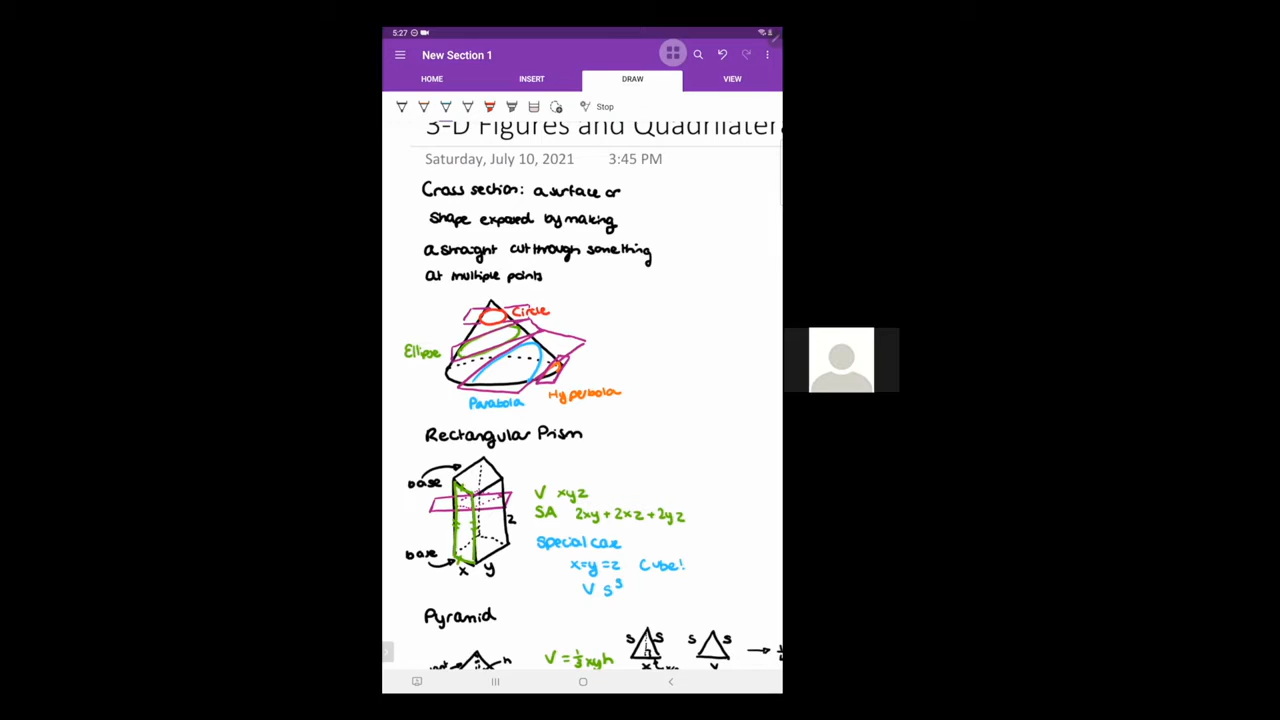 5:27
New Section 1
HOME INSERT DRAW VIEW
Stop
3-D Figures and Quadrilatera
Saturday, July 10, 2021 3:45 PM
Cross section: a surface or
shape exposed by making
a straight cut through something
at multiple points
Circle
Ellipse
Hyperbola
Parabola
Rectangular Prism
base
V xyz
SA 2xy + 2xz + 2yz
z
Special case
base
x y
x=y=z Cube!
V s³
Pyramid
s s s s
V = 1/3 xyh
h
x